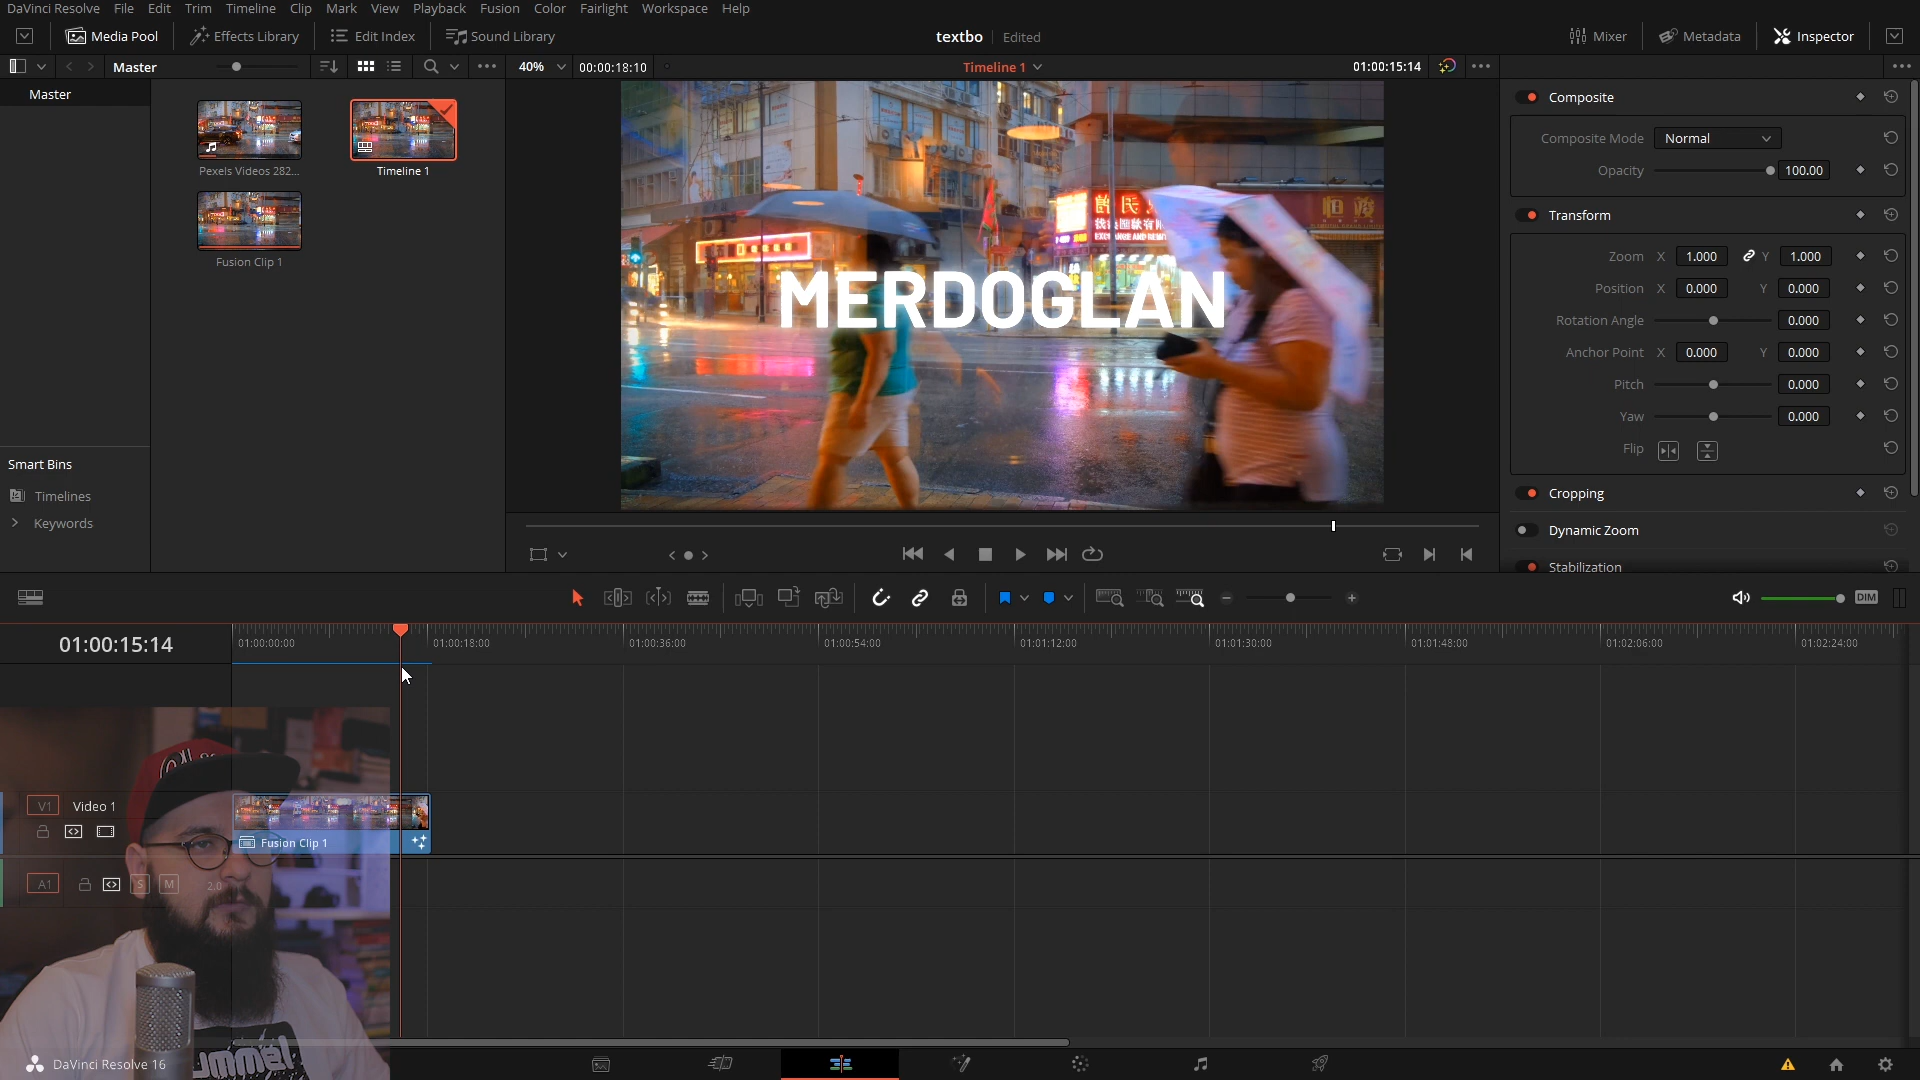 DaVinci Resolve File Edit Trim Timeline Clip Mark View Playback Fusion Color Fairlight Workspace Help
Media Pool Effects Library Edit Index Sound Library textbo Edited Mixer Metadata Inspector
Master 40% 00:00:18:10 Timeline 1 01:00:15:14
Master
Pexels Videos 282... Timeline 1
Fusion Clip 1
Smart Bins
Timelines
Keywords
MERDOGLAN
Composite
Composite Mode Normal
Opacity 100.00
Transform
Zoom X 1.000 Y 1.000
Position X 0.000 Y 0.000
Rotation Angle 0.000
Anchor Point X 0.000 Y 0.000
Pitch 0.000
Yaw 0.000
Flip
Cropping
Dynamic Zoom
Stabilization
DIM
01:00:15:14 01:00:00:00 01:00:18:00 01:00:36:00 01:00:54:00 01:01:12:00 01:01:30:00 01:01:48:00 01:02:06:00 01:02:24:00
V1 Video 1
Fusion Clip 1
A1 S M 2.0
DaVinci Resolve 16